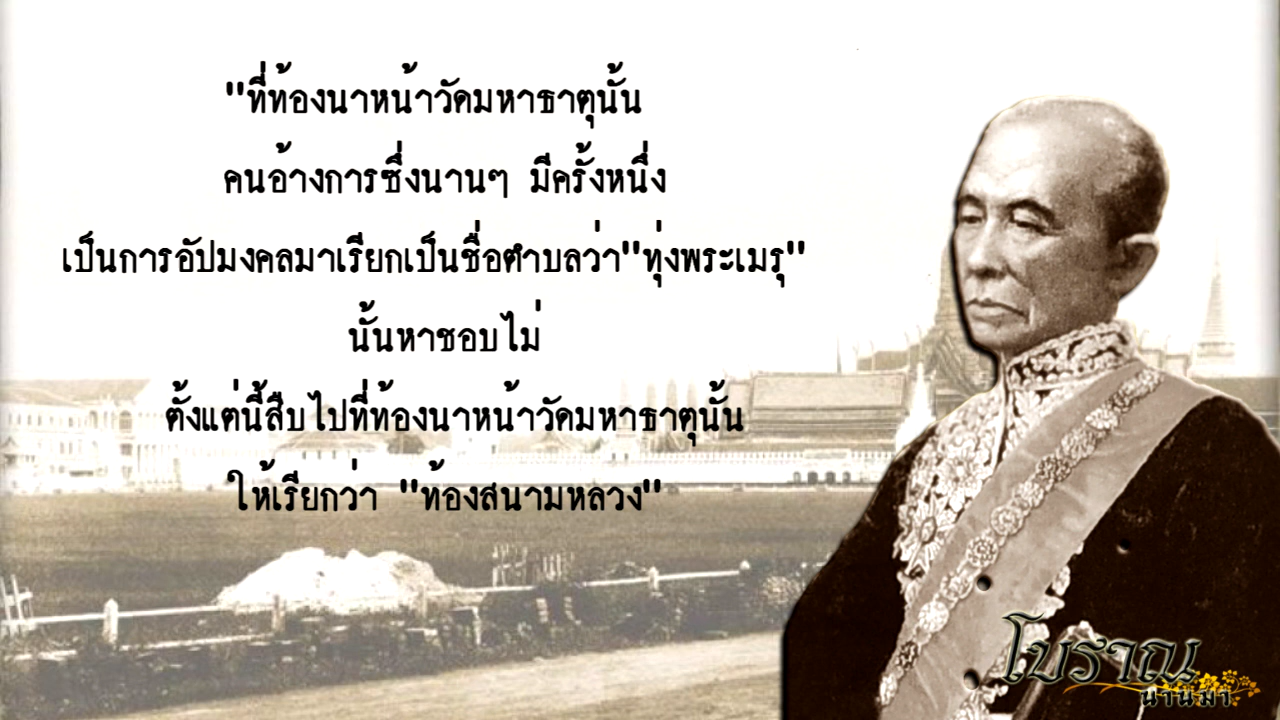 "ที่ท้องนาหน้าวัดมหาธาตุนั้น
คนอ้างการซึ่งนานๆ มีครั้งหนึ่ง
เป็นการอัปมงคลมาเรียกเป็นชื่อตำบลว่า"ทุ่งพระเมรุ"
นั้นหาชอบไม่
ตั้งแต่นี้สืบไปที่ท้องนาหน้าวัดมหาธาตุนั้น
ให้เรียกว่า "ท้องสนามหลวง"
โบราณ
นานมา